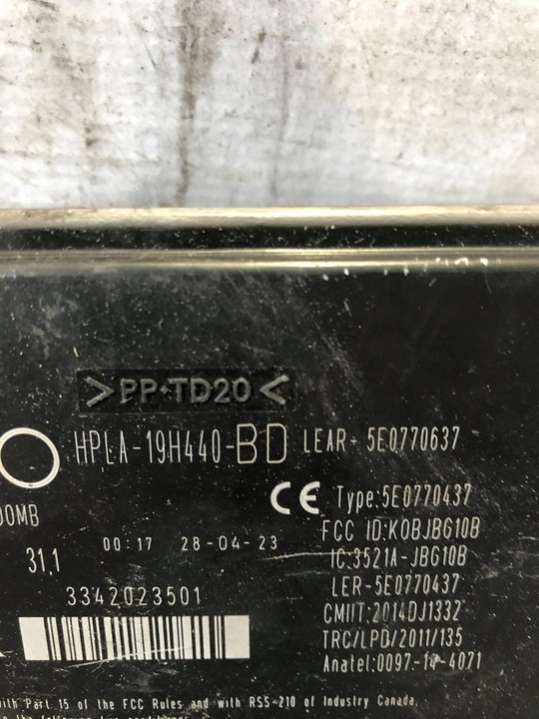 >PP+TD20<
HPLA-19H440-BD LEAR- 5E0770637
CE Type:5E0770437
00MB
FCC ID:KOBJBG10B
31,1 00:17 28-04-23
IC:3521A-JBG10B
LER-5E0770437
3342023501
CMIIT:2014DJ1332
TRC/LPD/2011/135
Anatel:0097-14-4071
with Part 15 of the FCC Rules and with RSS-210 of Industry Canada.